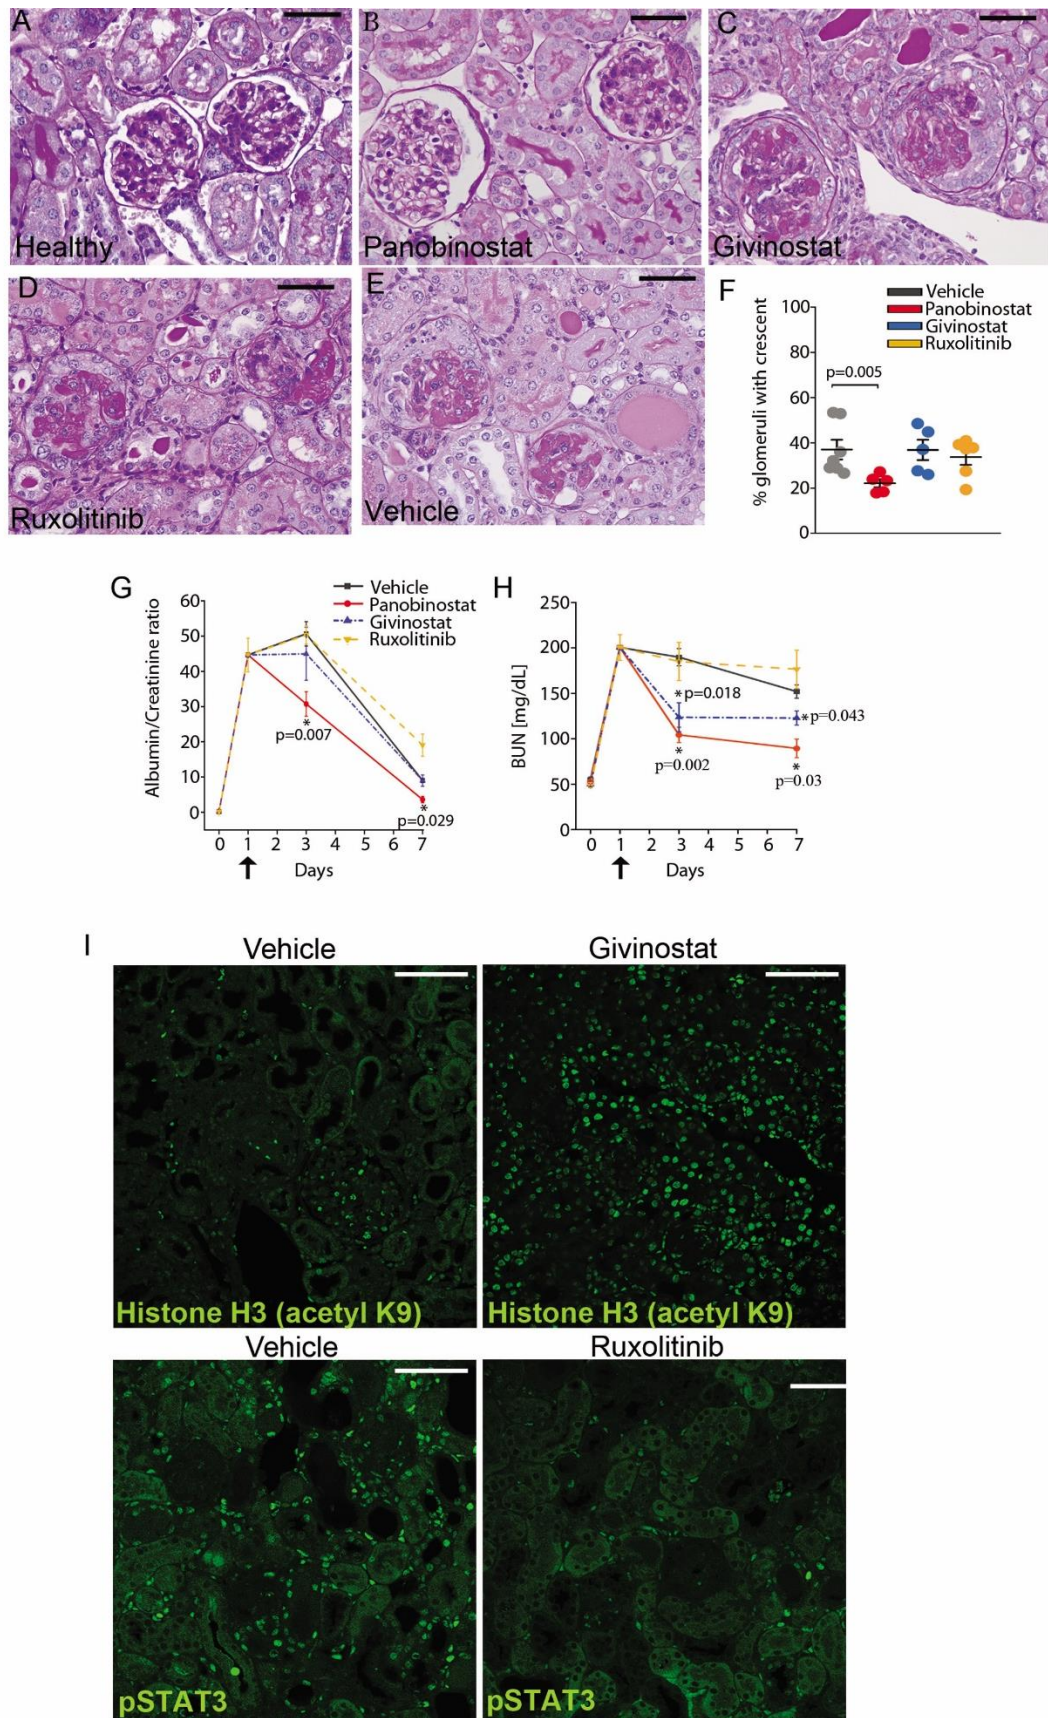 A
Healthy
B
Panobinostat
C
Givinostat
D
Ruxolitinib
E
Vehicle
F
Vehicle
Panobinostat
Givinostat
Ruxolitinib
% glomeruli with crescent
100
80
60
40
20
0
p=0.005
G
Vehicle
Panobinostat
Givinostat
Ruxolitinib
Albumin/Creatinine ratio
60
50
40
30
20
10
0
*
p=0.007
*
p=0.029
0 1 2 3 4 5 6 7
Days
H
BUN [mg/dL]
250
200
150
100
50
0
*p=0.018
*p=0.043
*
p=0.002
*
p=0.03
0 1 2 3 4 5 6 7
Days
I
Vehicle
Givinostat
Histone H3 (acetyl K9)
Histone H3 (acetyl K9)
Vehicle
Ruxolitinib
pSTAT3
pSTAT3